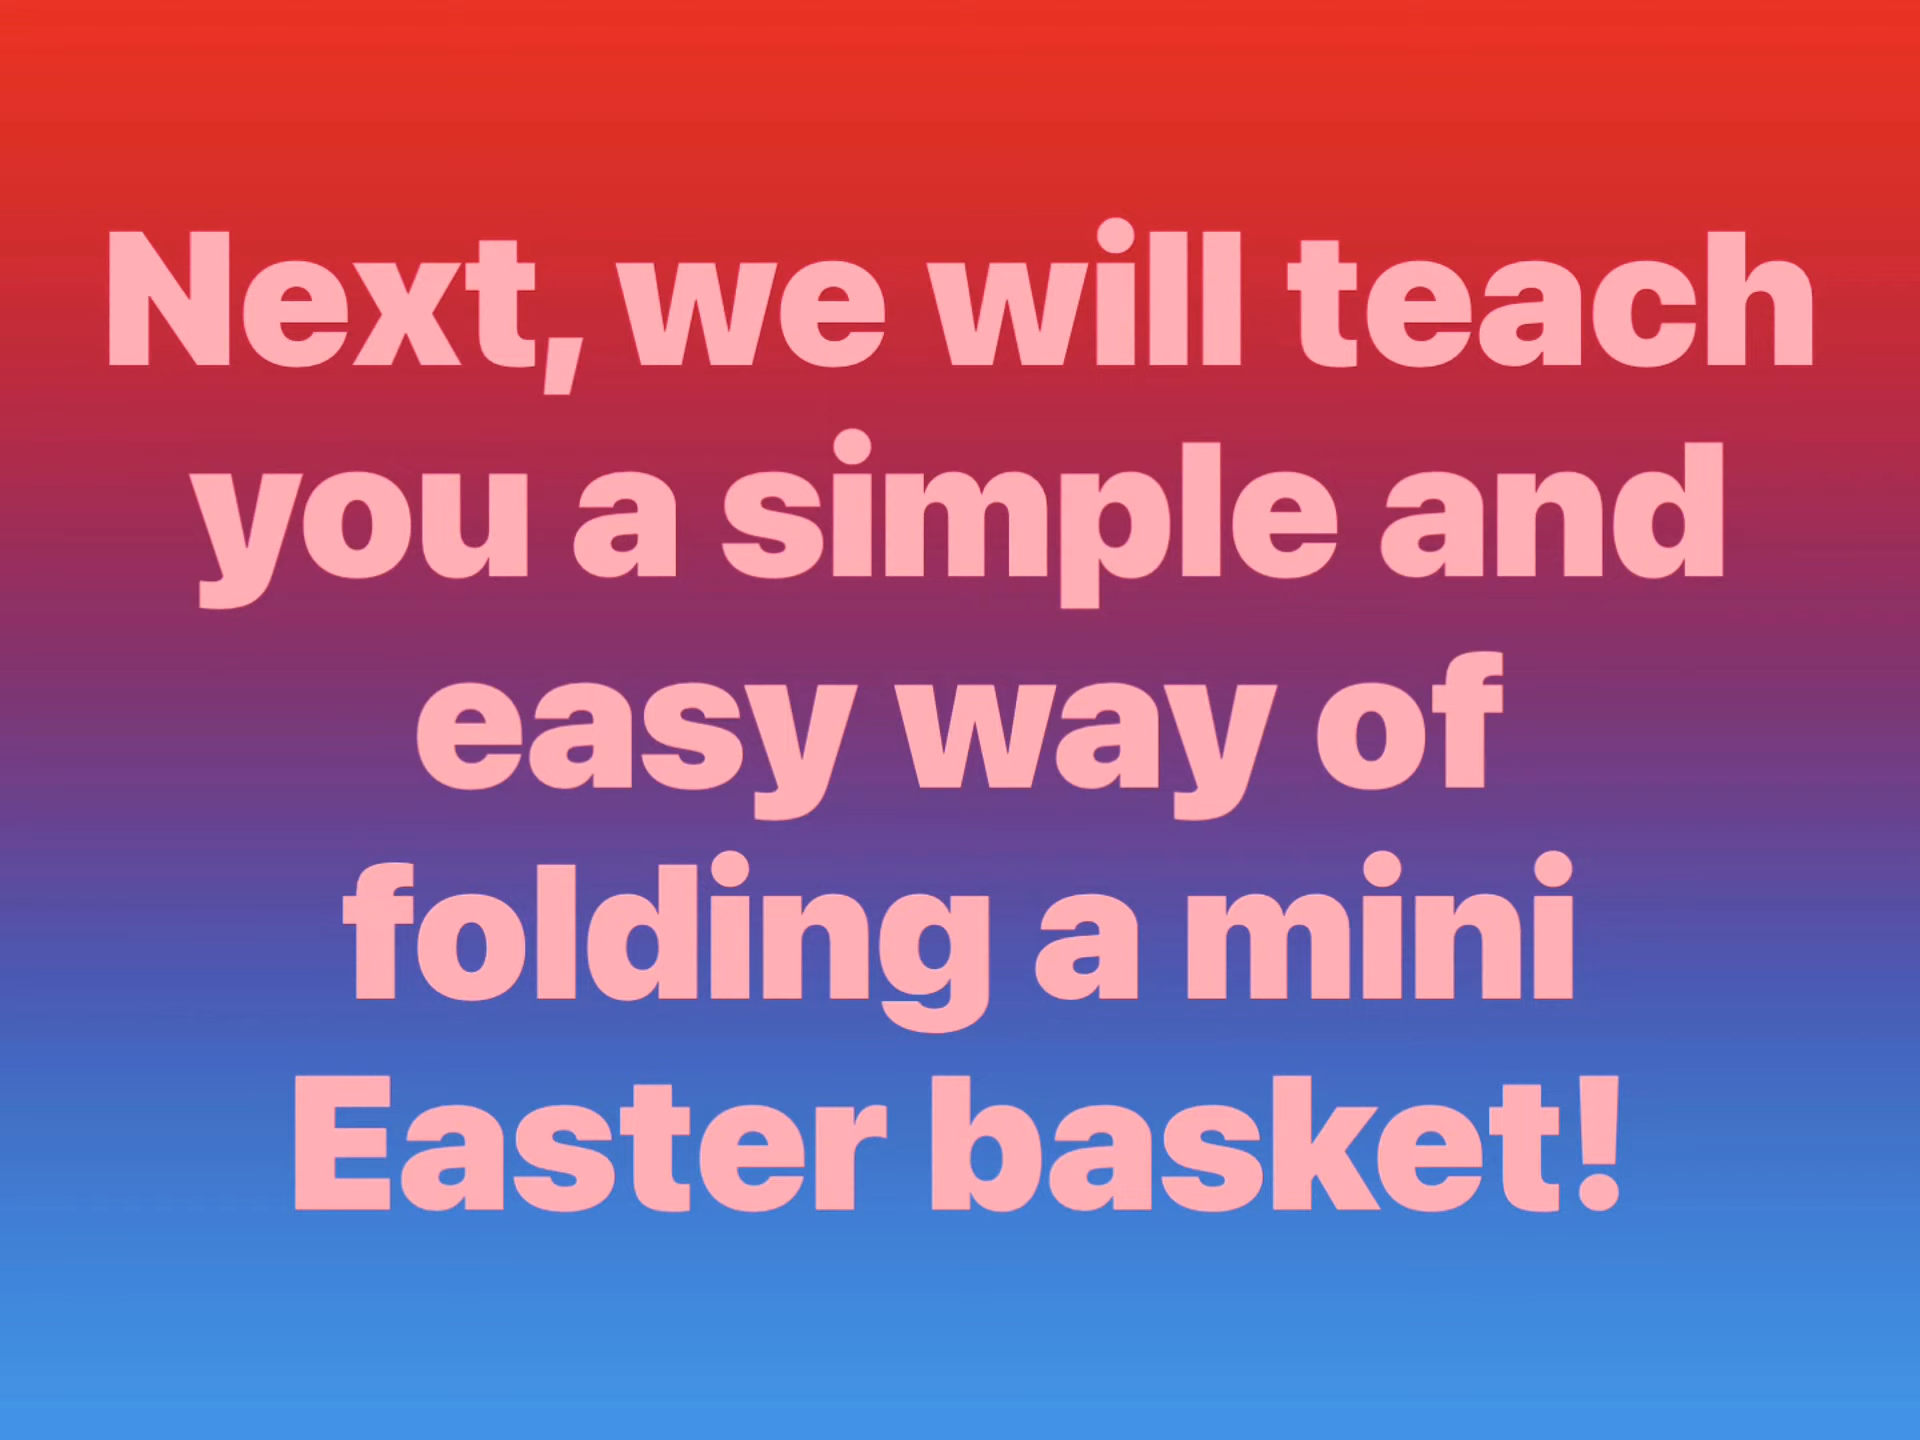 Next, we will teach
you a simple and
easy way of
folding a mini
Easter basket!